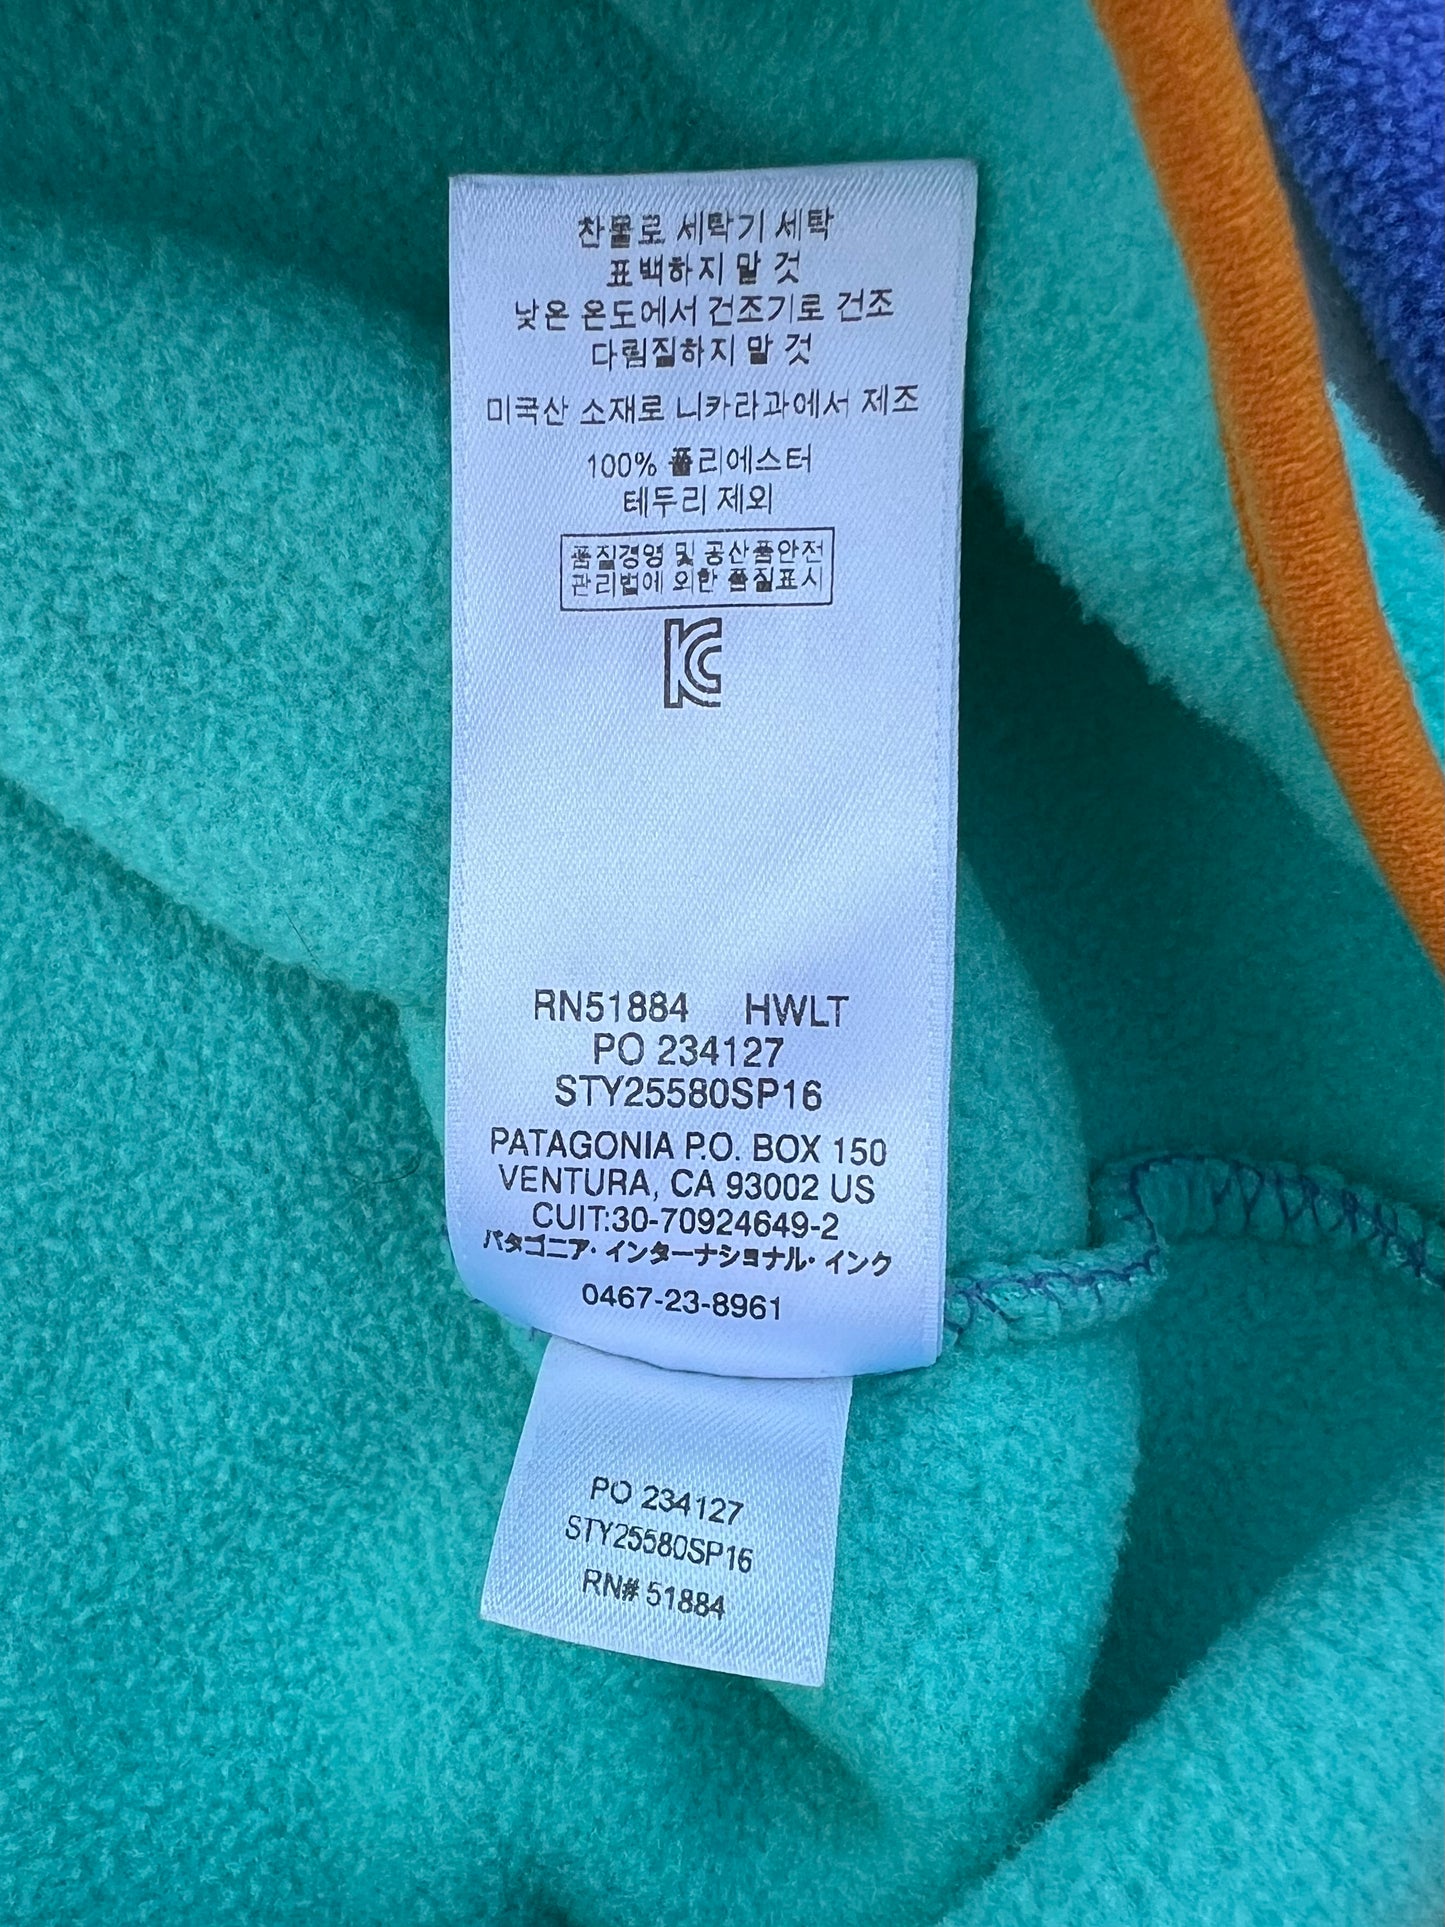 찬물로 세탁기 세탁
표백하지 말 것
낮은 온도에서 건조기로 건조
다림질하지 말 것
미국산 소재로 니카라과에서 제조
100% 폴리에스터
테두리 제외
품질경영 및 공산품안전
관리법에 의한 품질표시
KC
RN51884 HWLT
PO 234127
STY25580SP16
PATAGONIA P.O. BOX 150
VENTURA, CA 93002 US
CUIT:30-70924649-2
パタゴニア・インターナショナル・インク
0467-23-8961
PO 234127
STY25580SP16
RN# 51884